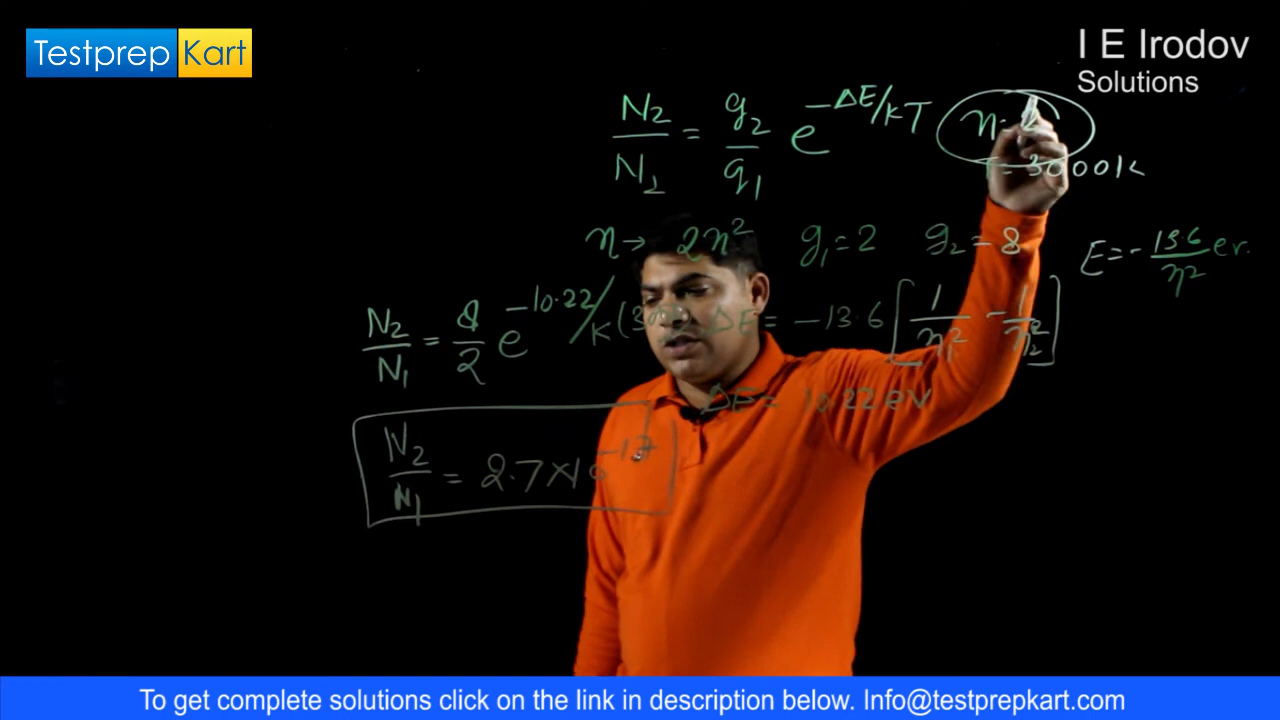 Testprep Kart
I E Irodov
Solutions
N₂/N₁ = g₂/g₁ e^(-ΔE/kT)
T = 3000 K
n → 2n² g₁ = 2 g₂ = 8
E = - 13.6/n² ev.
N₂/N₁ = 8/2 e^(-10.22/K(3
ΔE = -13.6 [1/n₁² - 1/n₂²]
ΔE = 10.22 eV
N₂/N₁ = 2.7 × 10⁻¹⁷
To get complete solutions click on the link in description below. Info@testprepkart.com